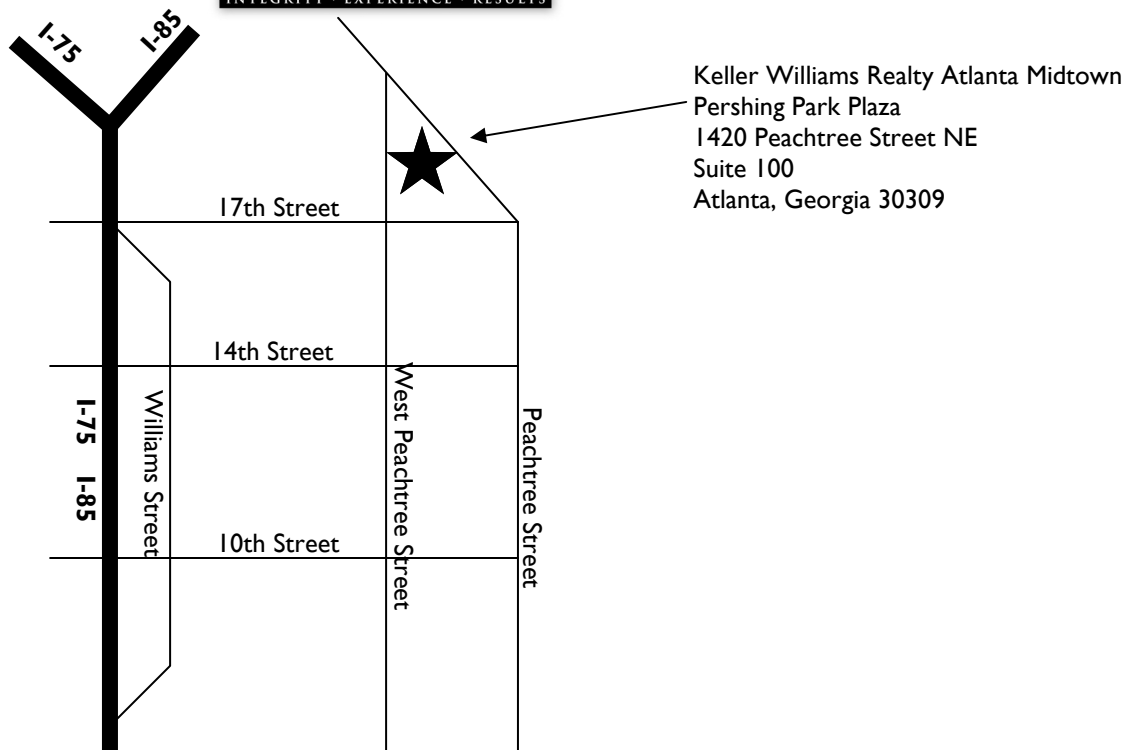 INTEGRITY · EXPERIENCE · RESULTS
I-75
I-85
Keller Williams Realty Atlanta Midtown
Pershing Park Plaza
1420 Peachtree Street NE
Suite 100
Atlanta, Georgia 30309
17th Street
14th Street
I-75 I-85
Williams Street
West Peachtree Street
Peachtree Street
10th Street